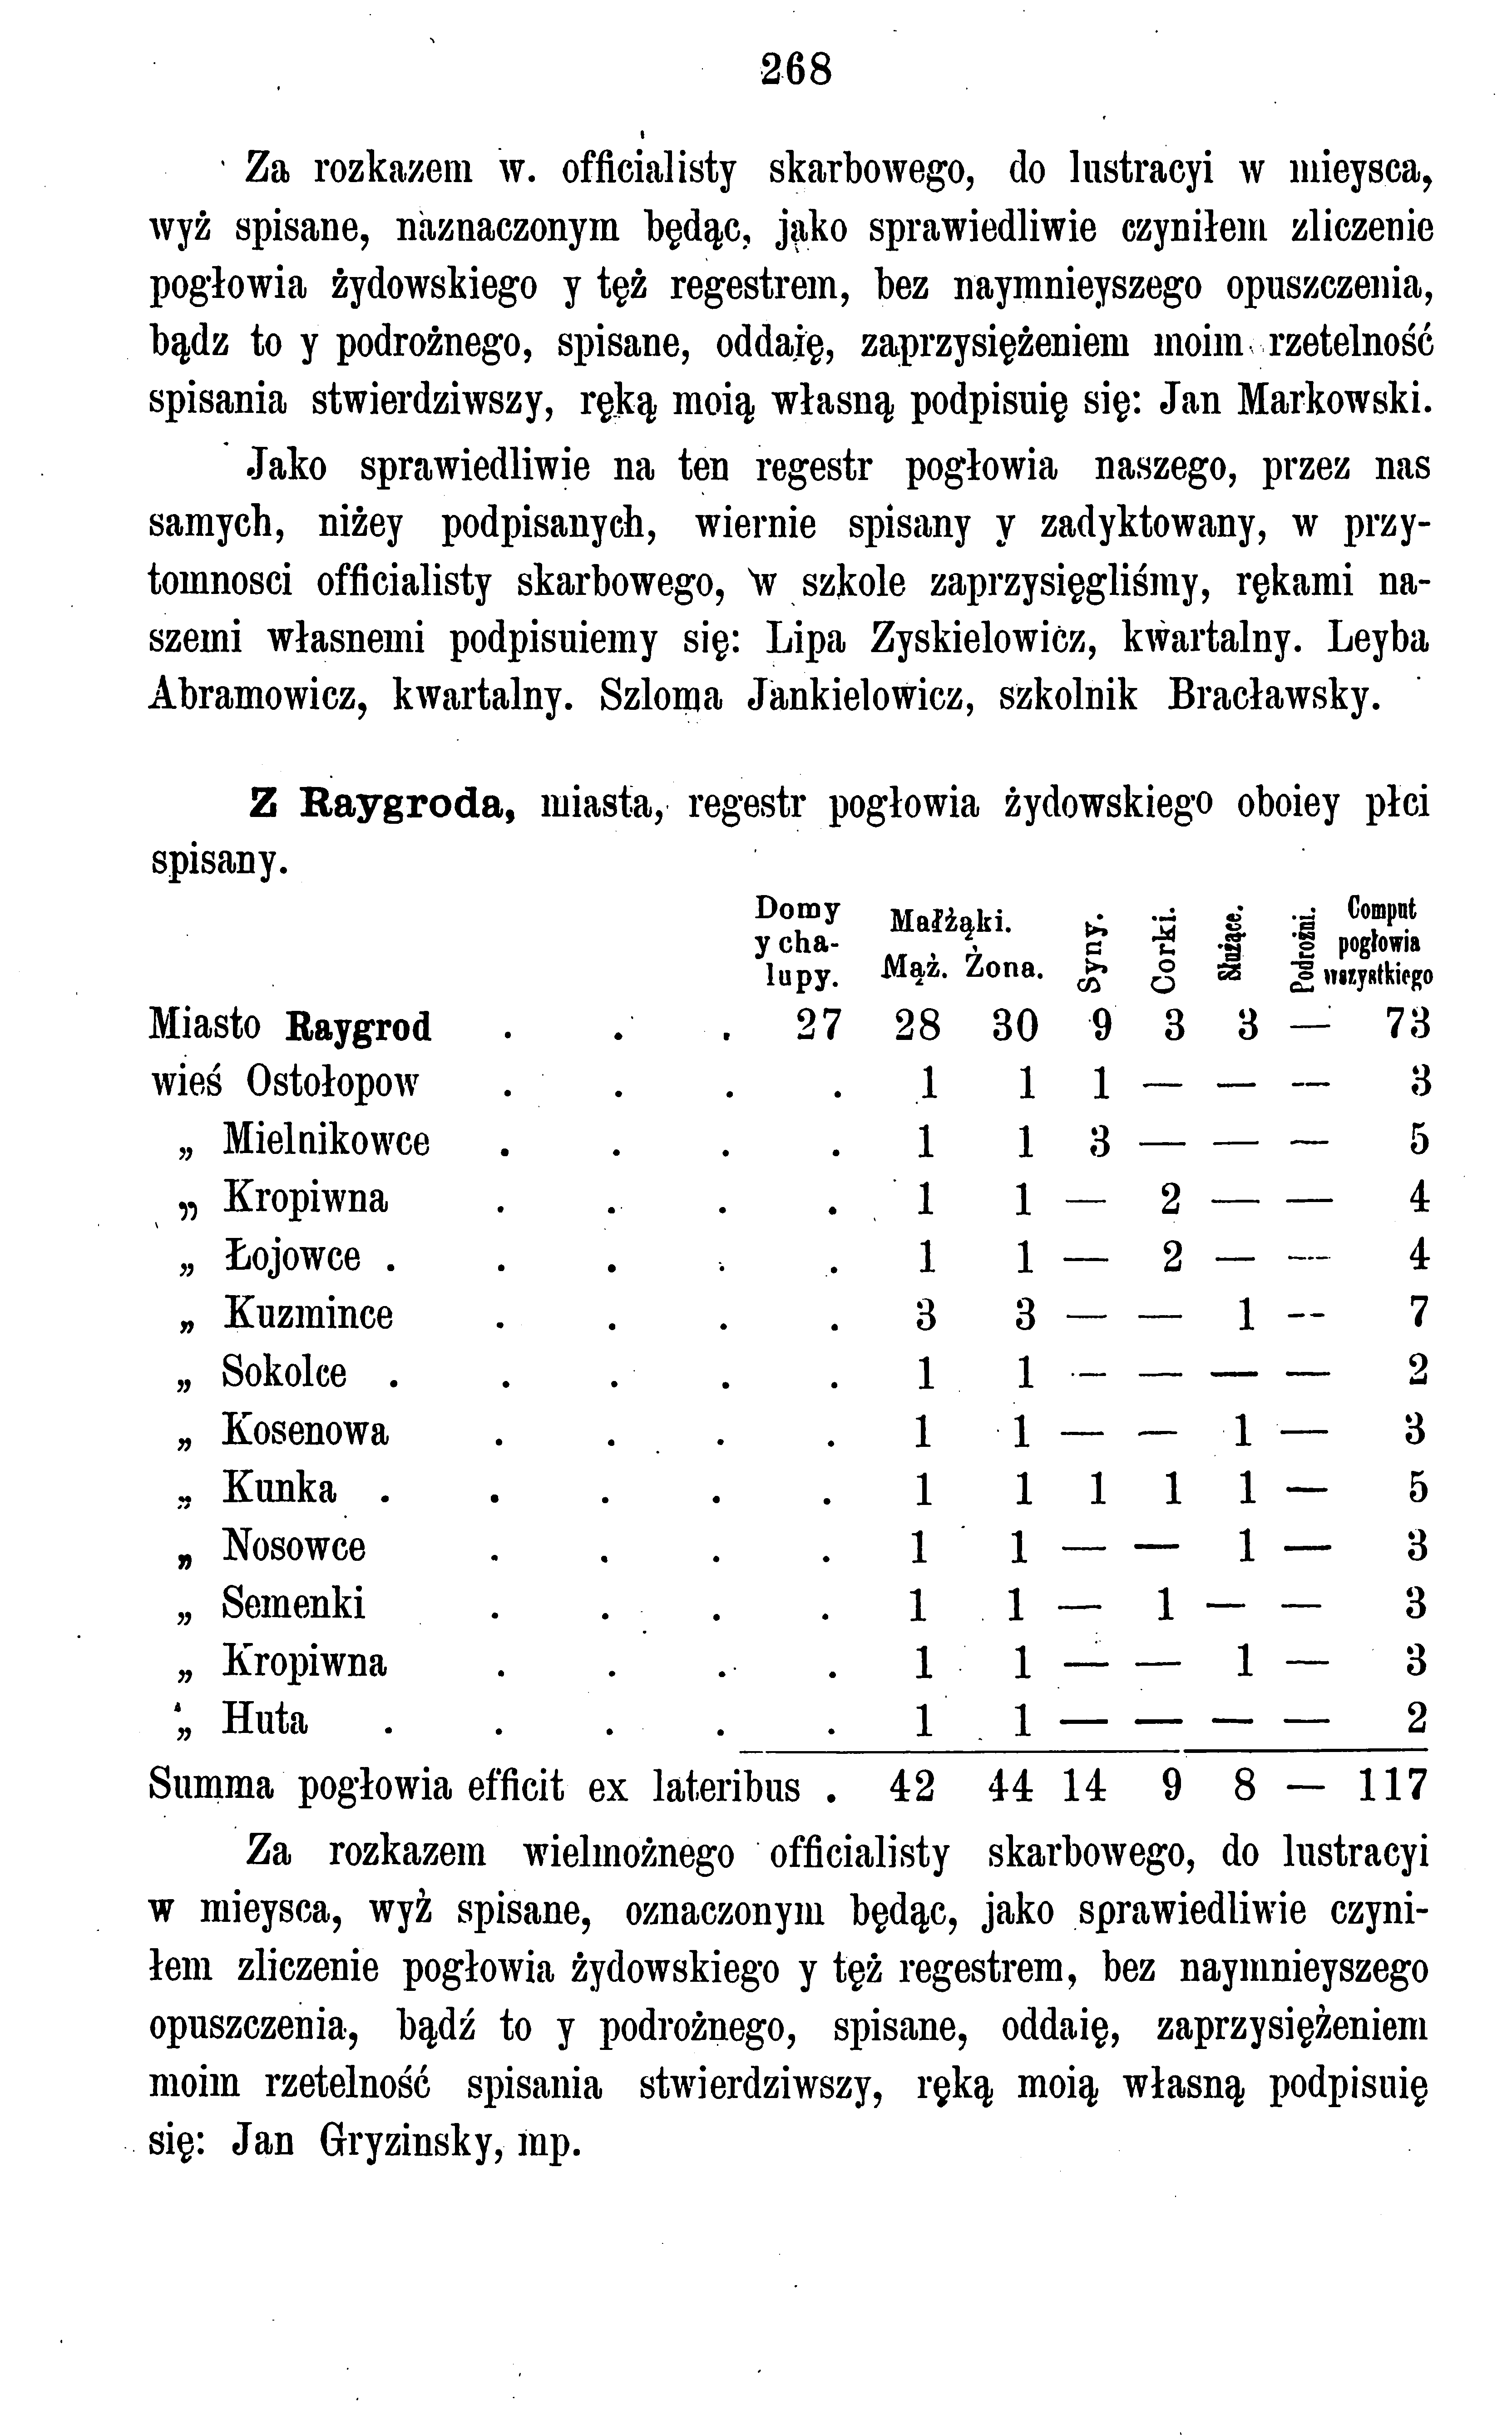 268
Za rozkazem w. officialisty skarbowego, do lustracyi w mieysca,
wyż spisane, naznaczonym będąc, jako sprawiedliwie czyniłem zliczenie
pogłowia żydowskiego y tęż regestrem, bez naymnieyszego opuszczenia,
bądz to y podrożnego, spisane, oddaię, zaprzysiężeniem moim rzetelność
spisania stwierdziwszy, ręką moią własną podpisuię się: Jan Markowski.
Jako sprawiedliwie na ten regestr pogłowia naszego, przez nas
samych, niżey podpisanych, wiernie spisany y zadyktowany, w przy-
tomnosci officialisty skarbowego, w szkole zaprzysięgliśmy, rękami na-
szemi własnemi podpisuiemy się: Lipa Zyskielowicz, kwartalny. Leyba
Abramowicz, kwartalny. Szloma Jankielowicz, szkolnik Bracławsky.
Z Raygroda, miasta, regestr pogłowia żydowskiego oboiey płci
spisany.
Domy y cha- lupy. Małżąki. Mąż. Żona. Syny. Corki. Służące. Podrożni. Comput pogłowia wszystkiego
Miasto Raygrod . . . 27 28 30 9 3 3 — 73
wieś Ostołopow . . . . 1 1 1 — — — 3
„ Mielnikowce . . . . 1 1 3 — — — 5
„ Kropiwna . . . . 1 1 — 2 — — 4
„ Łojowce . . . . . 1 1 — 2 — — 4
„ Kuzmince . . . . 3 3 — — 1 — 7
„ Sokolce . . . . . 1 1 — — — — 2
„ Kosenowa . . . . 1 1 — — 1 — 3
„ Kunka . . . . . 1 1 1 1 1 — 5
„ Nosowce . . . . 1 1 — — 1 — 3
„ Semenki . . . . 1 1 — 1 — — 3
„ Kropiwna . . . . 1 1 — — 1 — 3
„ Huta . . . . . 1 1 — — — — 2
Summa pogłowia efficit ex lateribus . 42 44 14 9 8 — 117
Za rozkazem wielmożnego officialisty skarbowego, do lustracyi
w mieysca, wyż spisane, oznaczonym będąc, jako sprawiedliwie czyni-
łem zliczenie pogłowia żydowskiego y tęż regestrem, bez naymnieyszego
opuszczenia, bądź to y podrożnego, spisane, oddaię, zaprzysiężeniem
moim rzetelność spisania stwierdziwszy, ręką moią własną podpisuię
się: Jan Gryzinsky, mp.